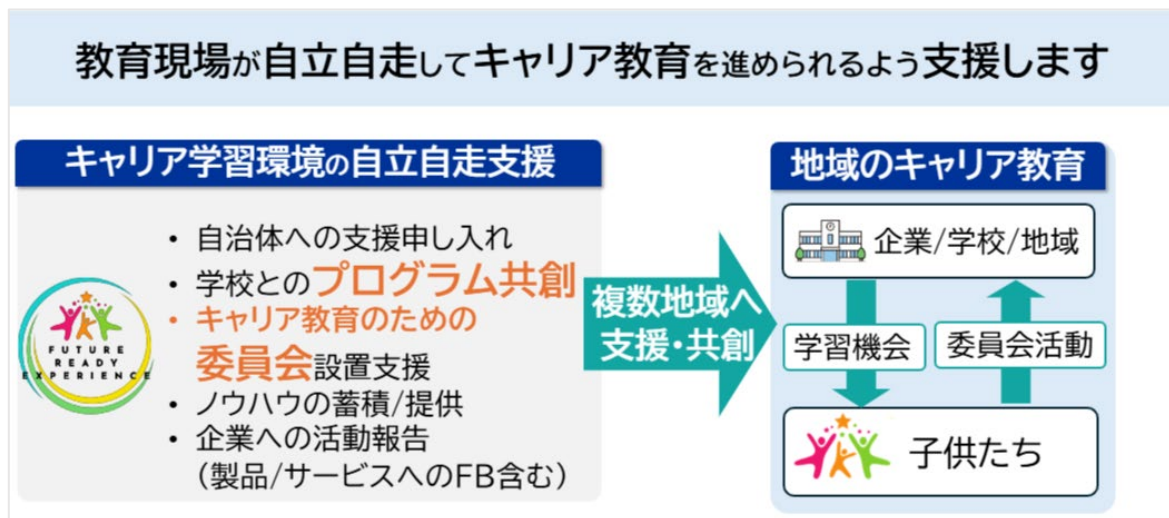 教育現場が自立自走してキャリア教育を進められるよう支援します
キャリア学習環境の自立自走支援
• 自治体への支援申し入れ
• 学校とのプログラム共創
• キャリア教育のための
委員会設置支援
• ノウハウの蓄積/提供
• 企業への活動報告
(製品/サービスへのFB含む)
FUTURE
READY
EXPERIENCE
複数地域へ
支援・共創
地域のキャリア教育
企業/学校/地域
学習機会
委員会活動
子供たち